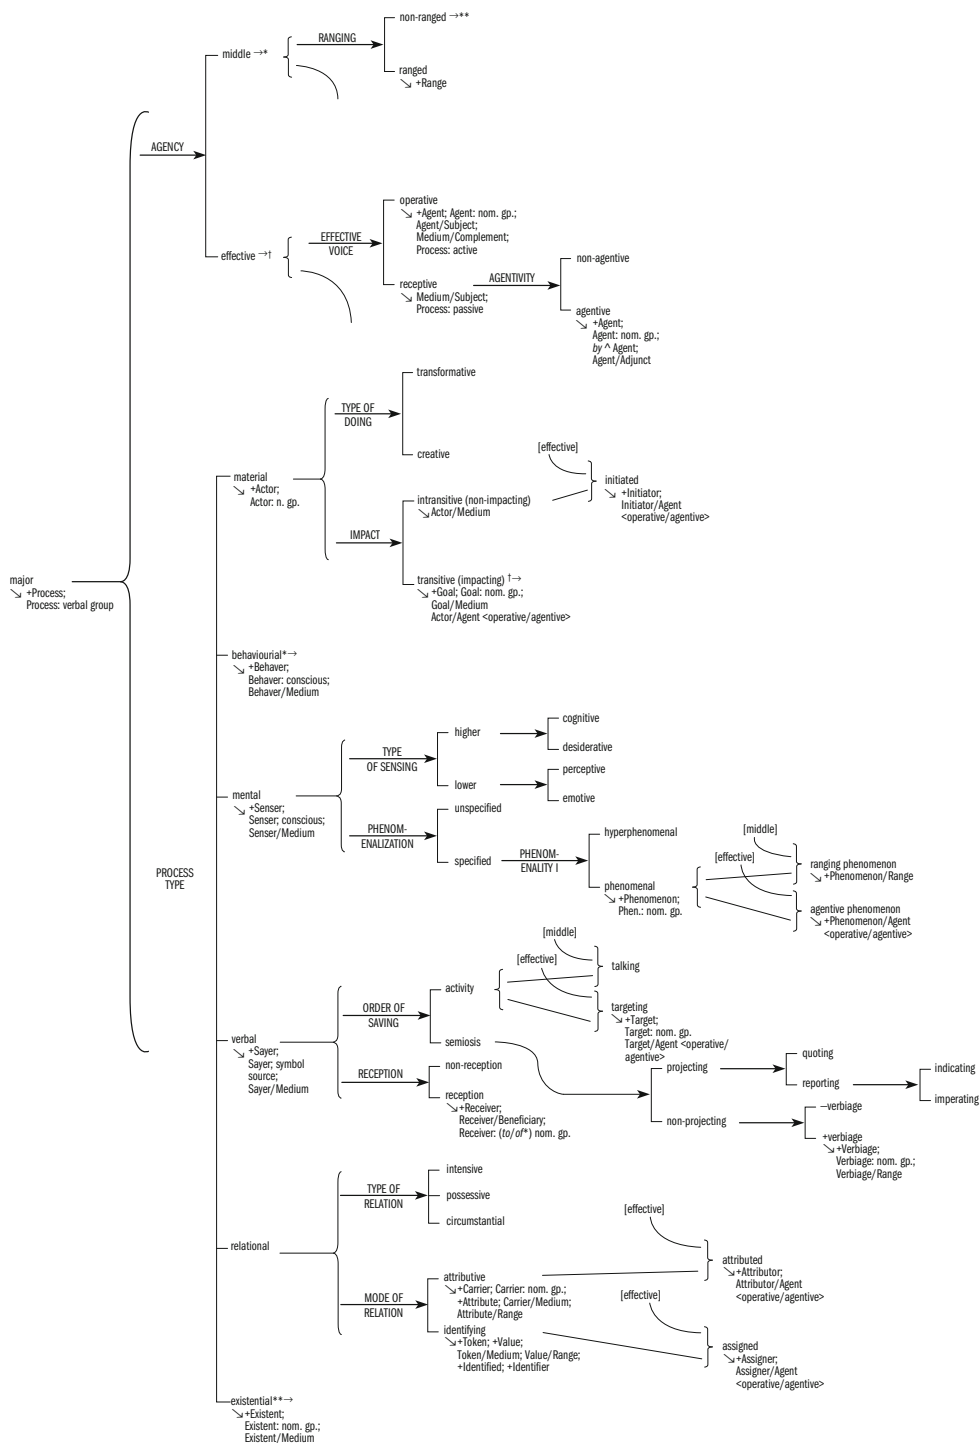 non-ranged →**
RANGING
middle →*
ranged
↘ +Range
AGENCY
operative
↘ +Agent; Agent: nom. gp.;
Agent/Subject;
Medium/Complement;
Process: active
EFFECTIVE
VOICE
effective →†
non-agentive
AGENTIVITY
receptive
↘ Medium/Subject;
Process: passive
agentive
↘ +Agent;
Agent: nom. gp.;
by ^ Agent;
Agent/Adjunct
transformative
TYPE OF
DOING
creative
[effective]
material
↘ +Actor;
Actor: n. gp.
initiated
↘ +Initiator;
Initiator/Agent
<operative/agentive>
intransitive (non-impacting)
↘ Actor/Medium
IMPACT
major
↘ +Process;
Process: verbal group
transitive (impacting) †→
↘ +Goal; Goal: nom. gp.;
Goal/Medium
Actor/Agent <operative/agentive>
behaviourial*→
↘ +Behaver;
Behaver: conscious;
Behaver/Medium
cognitive
higher
desiderative
TYPE
OF SENSING
perceptive
lower
emotive
mental
↘ +Senser;
Senser; conscious;
Senser/Medium
unspecified
PHENOM-
ENALIZATION
specified
PHENOM-
ENALITY I
hyperphenomenal
[middle]
[effective]
ranging phenomenon
↘ +Phenomenon/Range
PROCESS
TYPE
phenomenal
↘ +Phenomenon;
Phen.: nom. gp.
agentive phenomenon
↘ +Phenomenon/Agent
<operative/agentive>
[middle]
[effective]
talking
activity
ORDER OF
SAVING
targeting
↘ +Target;
Target: nom. gp.
Target/Agent <operative/
agentive>
verbal
↘ +Sayer;
Sayer; symbol
source;
Sayer/Medium
semiosis
quoting
projecting
indicating
reporting
imperating
non-reception
RECEPTION
reception
↘ +Receiver;
Receiver/Beneficiary;
Receiver: (to/of*) nom. gp.
–verbiage
non-projecting
+verbiage
↘ +Verbiage;
Verbiage: nom. gp.;
Verbiage/Range
intensive
TYPE OF
RELATION
possessive
circumstantial
[effective]
relational
attributed
↘ +Attributor;
Attributor/Agent
<operative/agentive>
attributive
↘ +Carrier; Carrier: nom. gp.;
+Attribute; Carrier/Medium;
Attribute/Range
MODE OF
RELATION
[effective]
identifying
↘ +Token; +Value;
Token/Medium; Value/Range;
+Identified; +Identifier
assigned
↘ +Assigner;
Assigner/Agent
<operative/agentive>
existential**→
↘ +Existent;
Existent: nom. gp.;
Existent/Medium